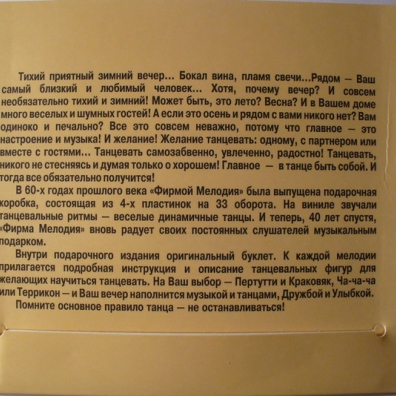 Тихий приятный зимний вечер... Бокал вина, пламя свечи...Рядом – Ваш
самый близкий и любимый человек... Хотя, почему вечер? И совсем
необязательно тихий и зимний! Может быть, это лето? Весна? И в Вашем доме
много веселых и шумных гостей! А если это осень и рядом с вами никого нет? Вам
одиноко и печально? Все это совсем неважно, потому что главное – это
настроение и музыка! И желание! Желание танцевать: одному, с партнером или
вместе с гостями... Танцевать самозабвенно, увлеченно, радостно! Танцевать,
никого не стесняясь и думая только о хорошем! Главное – в танце быть собой. И
тогда все обязательно получится!
В 60-х годах прошлого века «Фирмой Мелодия» была выпущена подарочная
коробка, состоящая из 4-х пластинок на 33 оборота. На виниле звучали
танцевальные ритмы – веселые динамичные танцы. И теперь, 40 лет спустя,
«Фирма Мелодия» вновь радует своих постоянных слушателей музыкальным
подарком.
Внутри подарочного издания оригинальный буклет. К каждой мелодии
прилагается подробная инструкция и описание танцевальных фигур для
желающих научиться танцевать. На Ваш выбор – Пертутти и Краковяк, Ча-ча-ча
или Террикон – и Ваш вечер наполнится музыкой и танцами, Дружбой и Улыбкой.
Помните основное правило танца – не останавливаться!